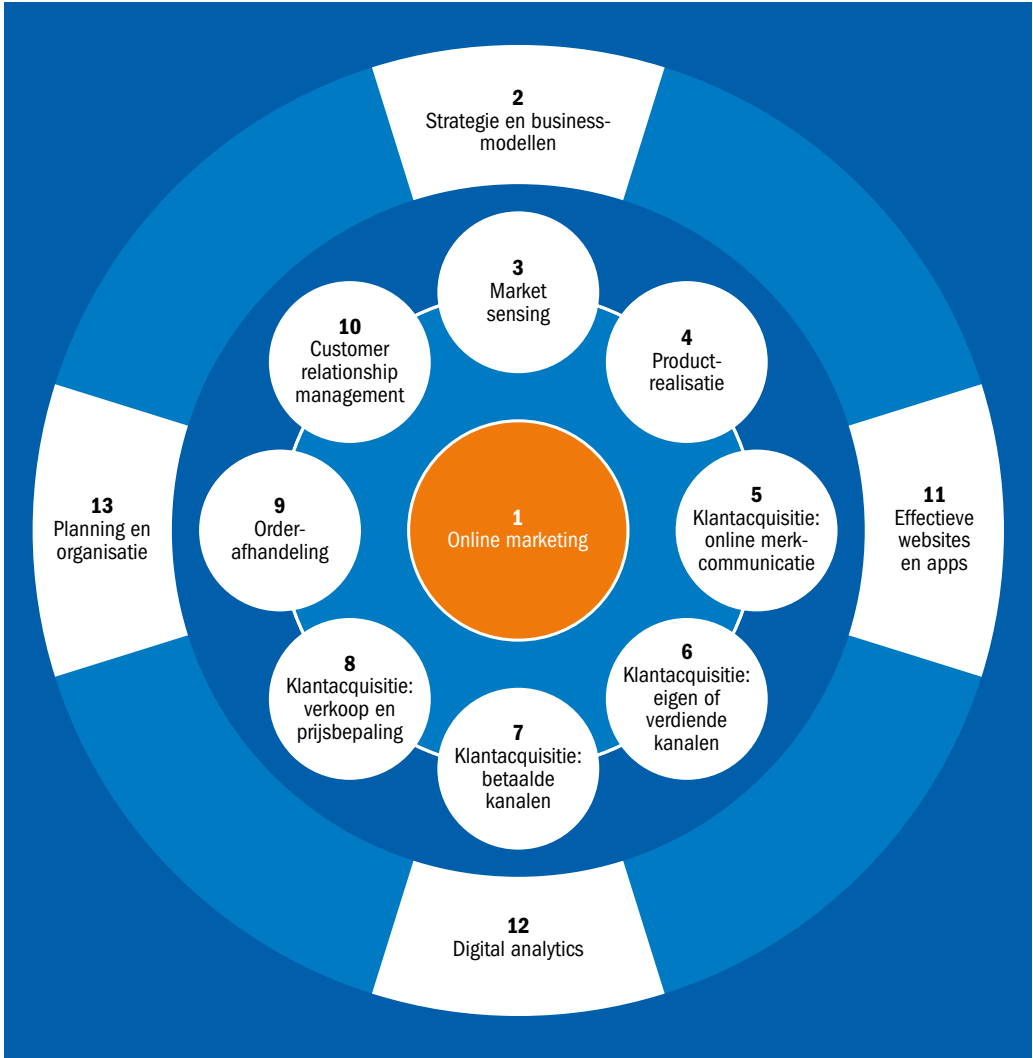 2
Strategie en business-
modellen
3
Market
sensing
10
Customer
relationship
management
4
Product-
realisatie
13
Planning en
organisatie
9
Order-
afhandeling
1
Online marketing
5
Klantacquisitie:
online merk-
communicatie
11
Effectieve
websites
en apps
8
Klantacquisitie:
verkoop en
prijsbepaling
6
Klantacquisitie:
eigen of
verdiende
kanalen
7
Klantacquisitie:
betaalde
kanalen
12
Digital analytics